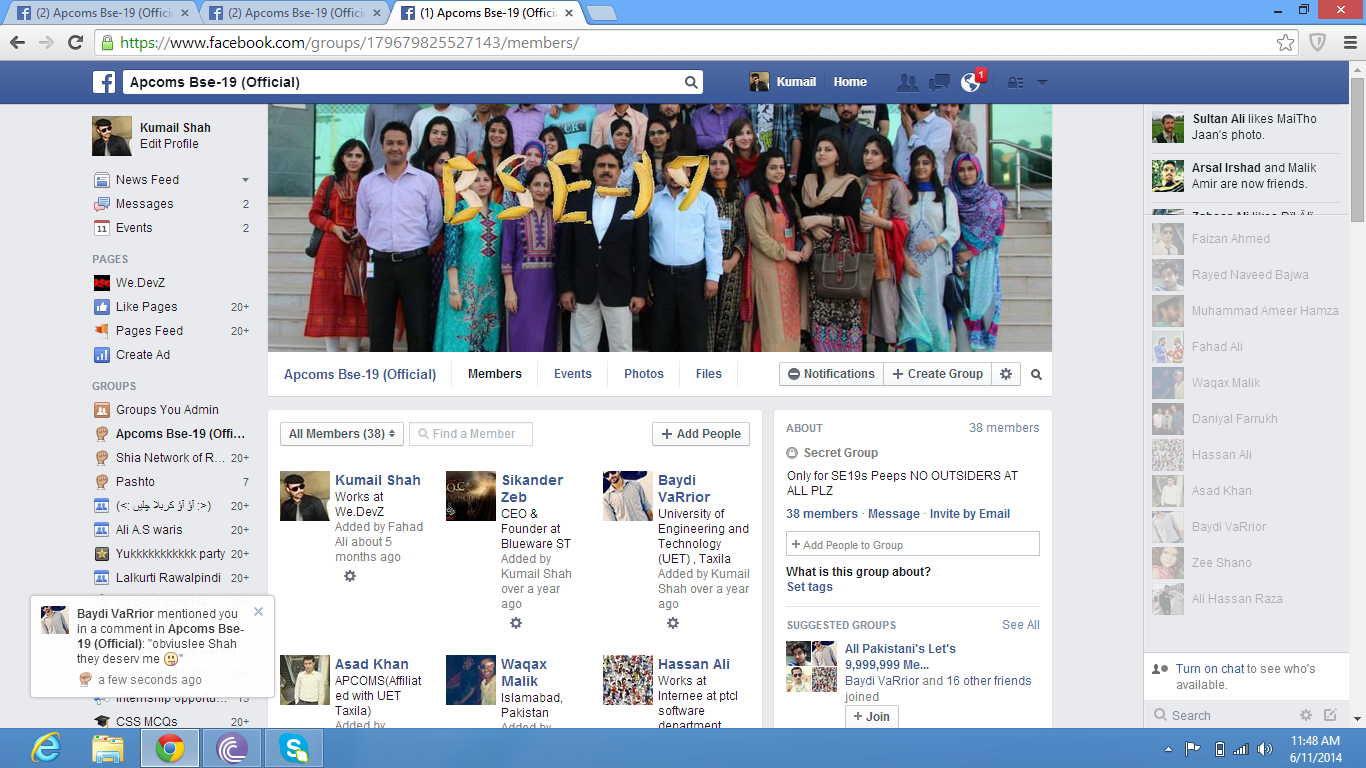 (2) Apcoms Bse-19 (Offici
(2) Apcoms Bse-19 (Offici
(1) Apcoms Bse-19 (Offici
https://www.facebook.com/groups/179679825527143/members/
Apcoms Bse-19 (Official)
Kumail
Home
1
Kumail Shah
Edit Profile
News Feed
Messages 2
11 Events 2
PAGES
We.DevZ
Like Pages 20+
Pages Feed 20+
Create Ad
GROUPS
Groups You Admin
Apcoms Bse-19 (Offi...
Shia Network of R... 20+
Pashto 7
Ali A.S waris 20+
Yukkkkkkkkkkk party 20+
Lalkurti Rawalpindi 20+
Baydi VaRrior mentioned you
in a comment in Apcoms Bse-
19 (Official): "obviuslee Shah
they deserv me "
a few seconds ago
CSS MCQs 20+
BSE-19
Apcoms Bse-19 (Official)
Members
Events
Photos
Files
Notifications
+ Create Group
All Members (38)
Find a Member
+ Add People
Kumail Shah
Works at
We.DevZ
Added by Fahad
Ali about 5
months ago
Sikander
Zeb
CEO &
Founder at
Blueware ST
Added by
Kumail Shah
over a year
ago
Baydi
VaRrior
University of
Engineering and
Technology
(UET) , Taxila
Added by Kumail
Shah over a year
ago
Asad Khan
APCOMS(Affiliat
ed with UET
Taxila)
Added by
Waqax
Malik
Islamabad,
Pakistan
Added by
Hassan Ali
Works at
Internee at ptcl
software
department
ABOUT
38 members
Secret Group
Only for SE19s Peeps NO OUTSIDERS AT
ALL PLZ
38 members · Message · Invite by Email
+ Add People to Group
What is this group about?
Set tags
SUGGESTED GROUPS
See All
All Pakistani's Let's
9,999,999 Me...
Baydi VaRrior and 16 other friends
joined
+ Join
Sultan Ali likes MaiTho
Jaan's photo.
Arsal Irshad and Malik
Amir are now friends.
Faizan Ahmed
Rayed Naveed Bajwa
Muhammad Ameer Hamza
Fahad Ali
Waqax Malik
Daniyal Farrukh
Hassan Ali
Asad Khan
Baydi VaRrior
Zee Shano
Ali Hassan Raza
Turn on chat to see who's
available.
Search
11:48 AM
6/11/2014